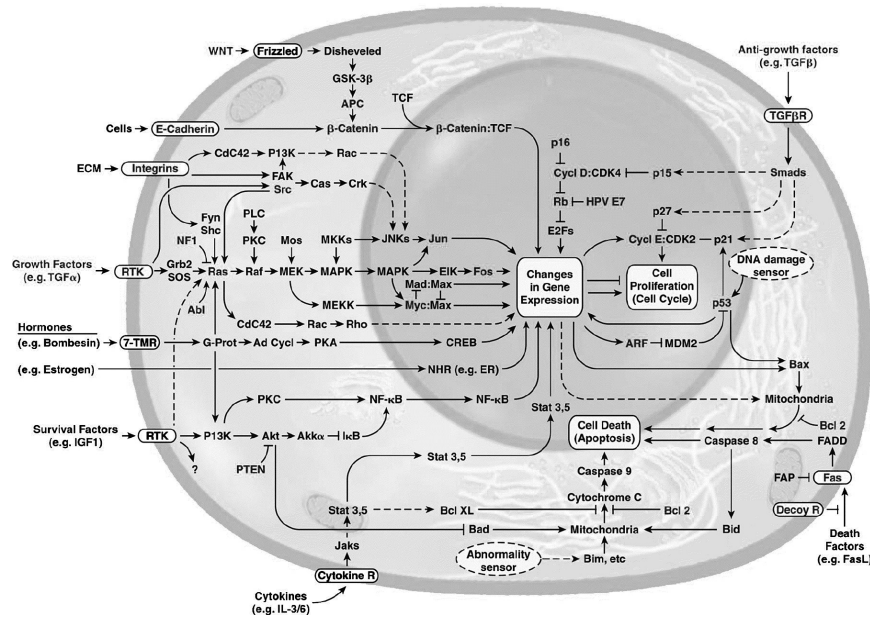 WNT
Frizzled
Disheveled
GSK-3β
APC
TCF
Cells
E-Cadherin
β-Catenin
β-Catenin:TCF
Anti-growth factors
(e.g. TGFβ)
TGFβR
CdC42
P13K
Rac
ECM
Integrins
FAK
Src
Cas
Crk
p16
Cycl D:CDK4
p15
Smads
Rb
HPV E7
E2Fs
p27
Cycl E:CDK2
p21
Fyn
Shc
PLC
NF1
PKC
Mos
MKKs
JNKs
Jun
Growth Factors
(e.g. TGFα)
RTK
Grb2
SOS
Ras
Raf
MEK
MAPK
MAPK
ElK
Fos
Changes
in Gene
Expression
Cell
Proliferation
(Cell Cycle)
DNA damage
sensor
Mad:Max
MEKK
Myc:Max
Abl
p53
CdC42
Rac
Rho
Hormones
(e.g. Bombesin)
7-TMR
G-Prot
Ad Cycl
PKA
CREB
ARF
MDM2
(e.g. Estrogen)
NHR (e.g. ER)
Bax
PKC
NF-κB
NF-κB
Mitochondria
Stat 3,5
Survival Factors
(e.g. IGF1)
RTK
P13K
Akt
Akkα
IκB
Cell Death
(Apoptosis)
Bcl 2
Caspase 8
FADD
?
PTEN
Stat 3,5
Caspase 9
FAP
Fas
Cytochrome C
Stat 3,5
Bcl XL
Bcl 2
Decoy R
Bad
Mitochondria
Bid
Death
Factors
(e.g. FasL)
Jaks
Abnormality
sensor
Bim, etc
Cytokine R
Cytokines
(e.g. IL-3/6)